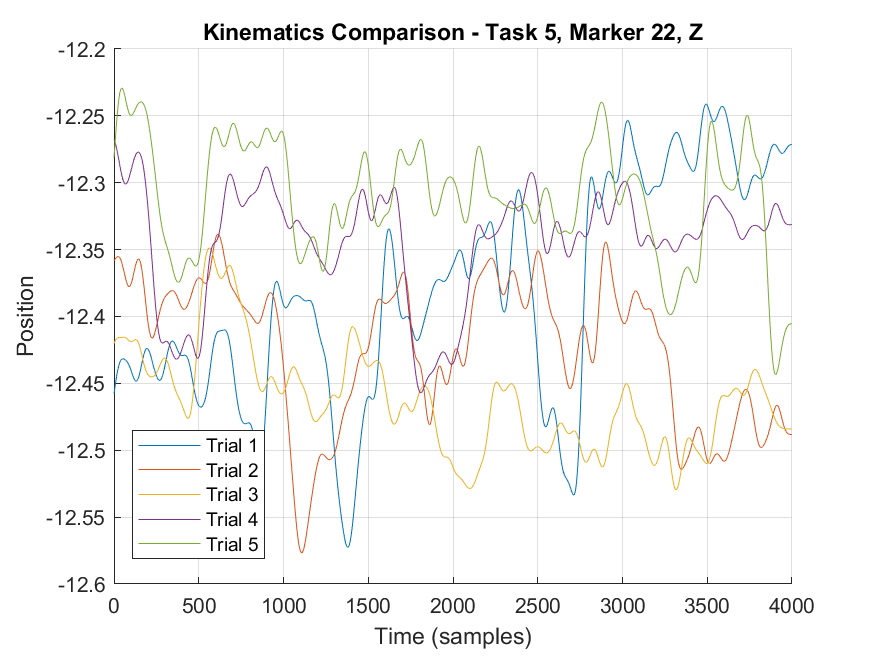 Kinematics Comparison - Task 5, Marker 22, Z
-12.2
-12.25
-12.3
-12.35
-12.4
-12.45
-12.5
-12.55
-12.6
Position
Trial 1
Trial 2
Trial 3
Trial 4
Trial 5
0 500 1000 1500 2000 2500 3000 3500 4000
Time (samples)